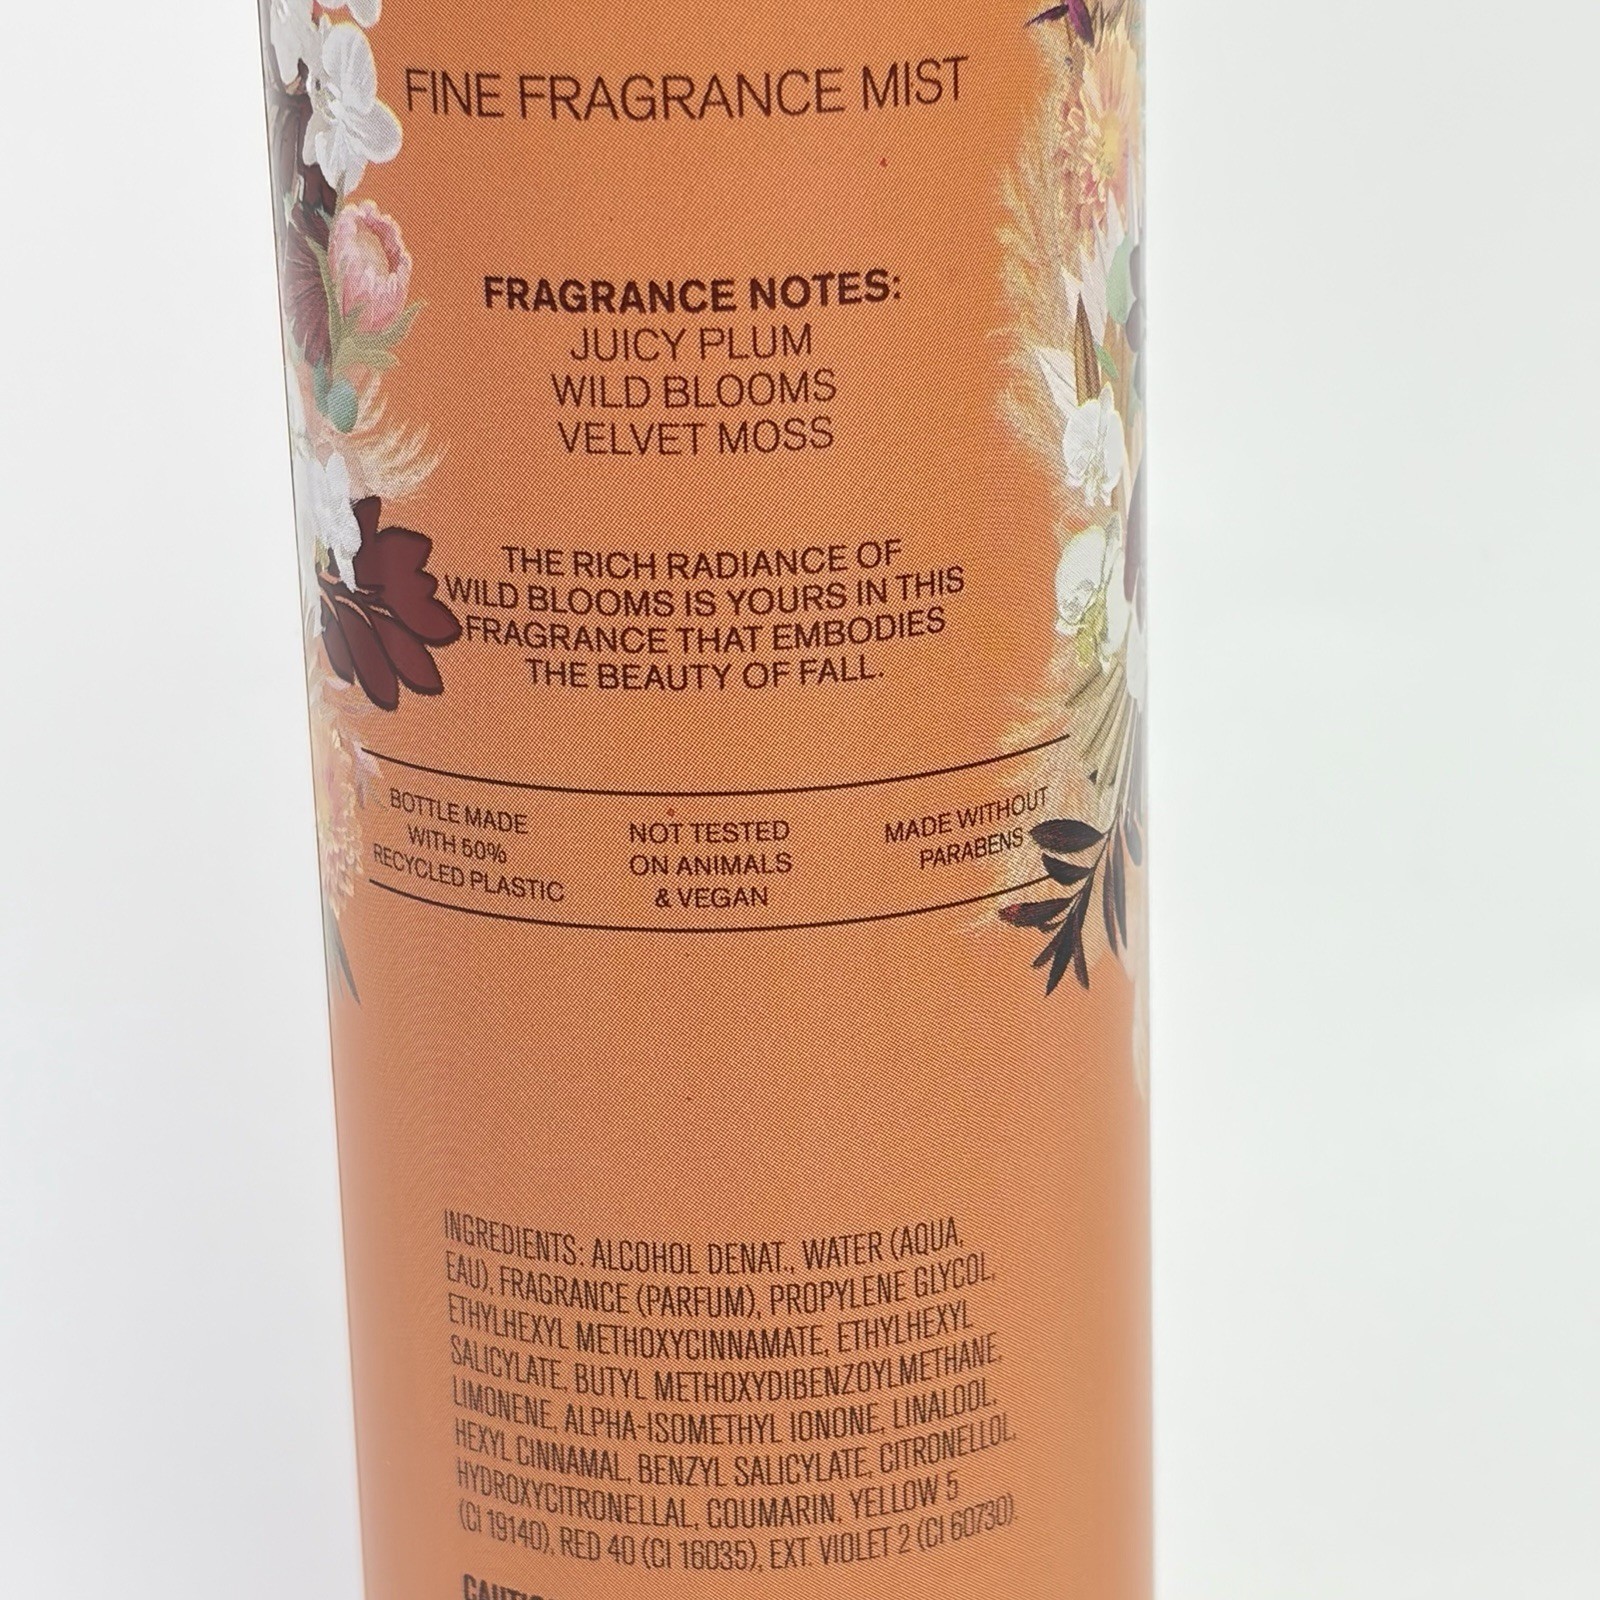 FINE FRAGRANCE MIST
FRAGRANCE NOTES:
JUICY PLUM
WILD BLOOMS
VELVET MOSS
THE RICH RADIANCE OF
WILD BLOOMS IS YOURS IN THIS
FRAGRANCE THAT EMBODIES
THE BEAUTY OF FALL.
BOTTLE MADE
WITH 50%
RECYCLED PLASTIC
NOT TESTED
ON ANIMALS
& VEGAN
MADE WITHOUT
PARABENS
INGREDIENTS: ALCOHOL DENAT., WATER (AQUA,
EAU), FRAGRANCE (PARFUM), PROPYLENE GLYCOL,
ETHYLHEXYL METHOXYCINNAMATE, ETHYLHEXYL
SALICYLATE, BUTYL METHOXYDIBENZOYLMETHANE,
LIMONENE, ALPHA-ISOMETHYL IONONE, LINALOOL,
HEXYL CINNAMAL, BENZYL SALICYLATE, CITRONELLOL,
HYDROXYCITRONELLAL, COUMARIN, YELLOW 5
(CI 19140), RED 40 (CI 16035), EXT. VIOLET 2 (CI 60730).